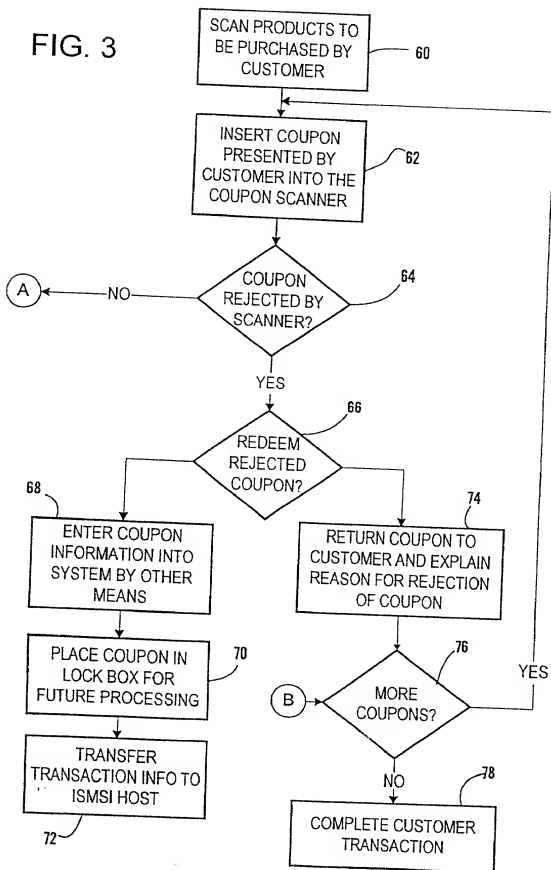 FIG. 3
SCAN PRODUCTS TO
BE PURCHASED BY
CUSTOMER
60
INSERT COUPON
PRESENTED BY
CUSTOMER INTO THE
COUPON SCANNER
62
COUPON
REJECTED BY
SCANNER?
64
A
NO
YES
66
REDEEM
REJECTED
COUPON?
68
ENTER COUPON
INFORMATION INTO
SYSTEM BY OTHER
MEANS
PLACE COUPON IN
LOCK BOX FOR
FUTURE PROCESSING
70
TRANSFER
TRANSACTION INFO TO
ISMSI HOST
72
74
RETURN COUPON TO
CUSTOMER AND EXPLAIN
REASON FOR REJECTION
OF COUPON
76
B
MORE
COUPONS?
YES
NO
78
COMPLETE CUSTOMER
TRANSACTION